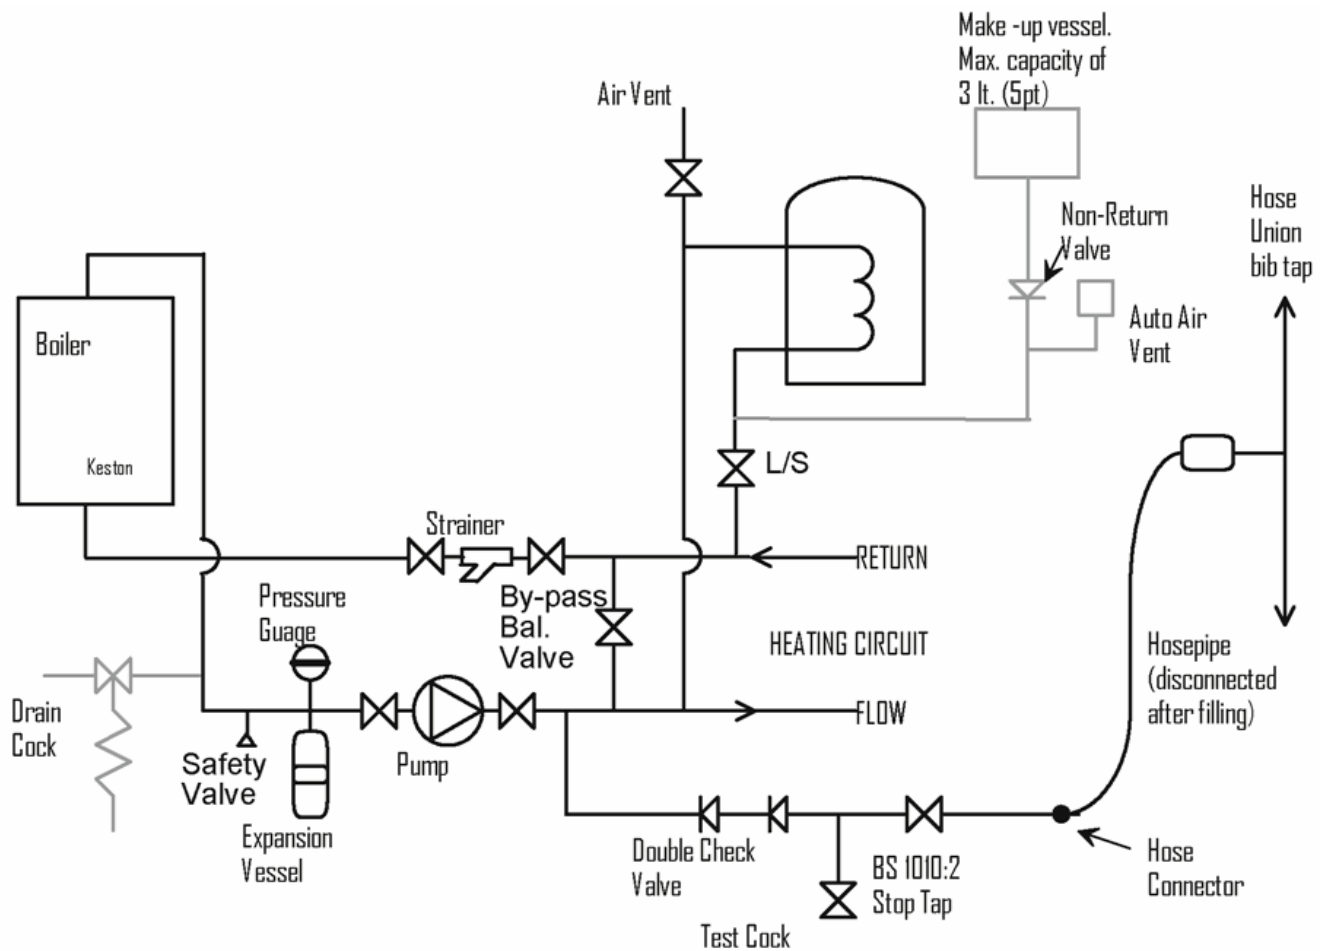 Make -up vessel.
Max. capacity of
3 lt. (5pt)
Air Vent
Non-Return
Valve
Hose
Union
bib tap
Auto Air
Vent
Boiler
Keston
L/S
Strainer
RETURN
By-pass
Bal.
Valve
Pressure
Guage
HEATING CIRCUIT
Hosepipe
(disconnected
after filling)
Drain
Cock
FLOW
Safety
Valve
Pump
Expansion
Vessel
Double Check
Valve
BS 1010:2
Stop Tap
Hose
Connector
Test Cock